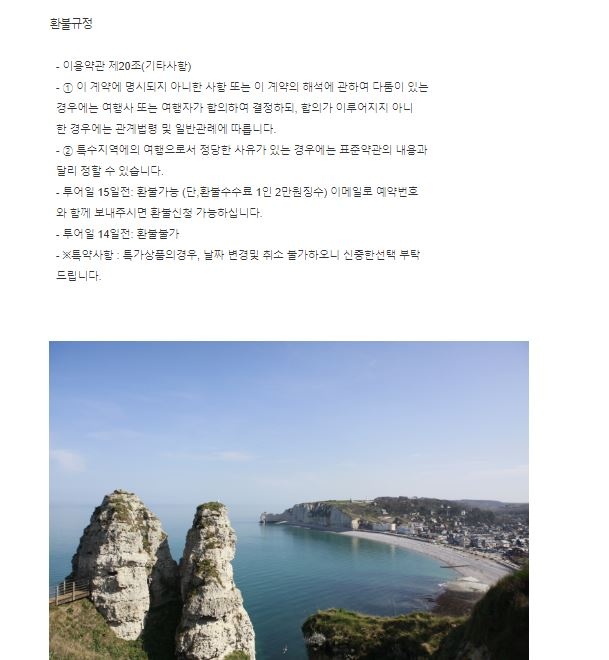 환불규정
- 이용약관 제20조(기타사항)
- ① 이 계약에 명시되지 아니한 사항 또는 이 계약의 해석에 관하여 다툼이 있는
경우에는 여행사 또는 여행자가 합의하여 결정하되, 합의가 이루어지지 아니
한 경우에는 관계법령 및 일반관례에 따릅니다.
- ② 특수지역에의 여행으로서 정당한 사유가 있는 경우에는 표준약관의 내용과
달리 정할 수 있습니다.
- 투어일 15일전: 환불가능 (단,환불수수료 1인 2만원징수) 이메일로 예약번호
와 함께 보내주시면 환불신청 가능하십니다.
- 투어일 14일전: 환불불가
- ※특약사항 : 특가상품의경우, 날짜 변경및 취소 불가하오니 신중한선택 부탁
드립니다.